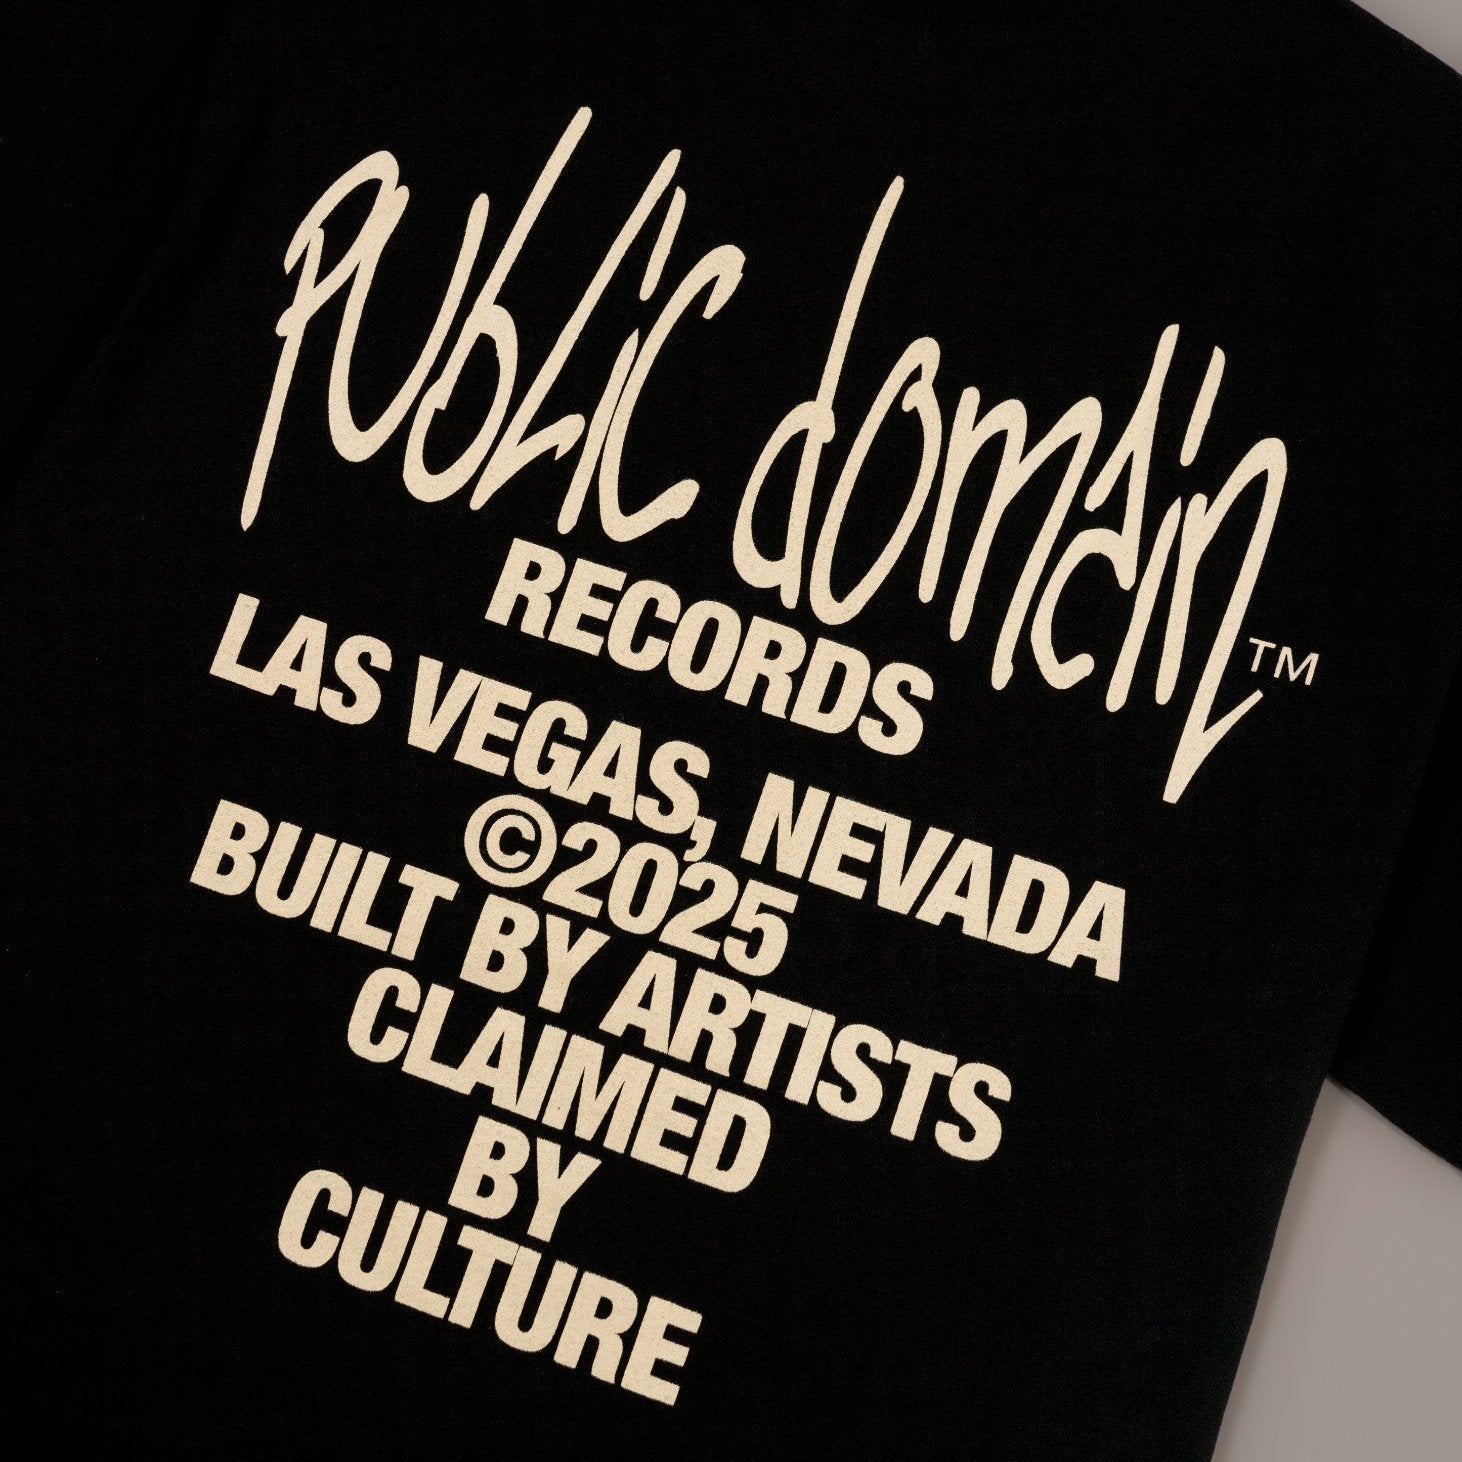 Public domain™
RECORDS
LAS VEGAS, NEVADA
©2025
BUILT BY ARTISTS
CLAIMED
BY
CULTURE